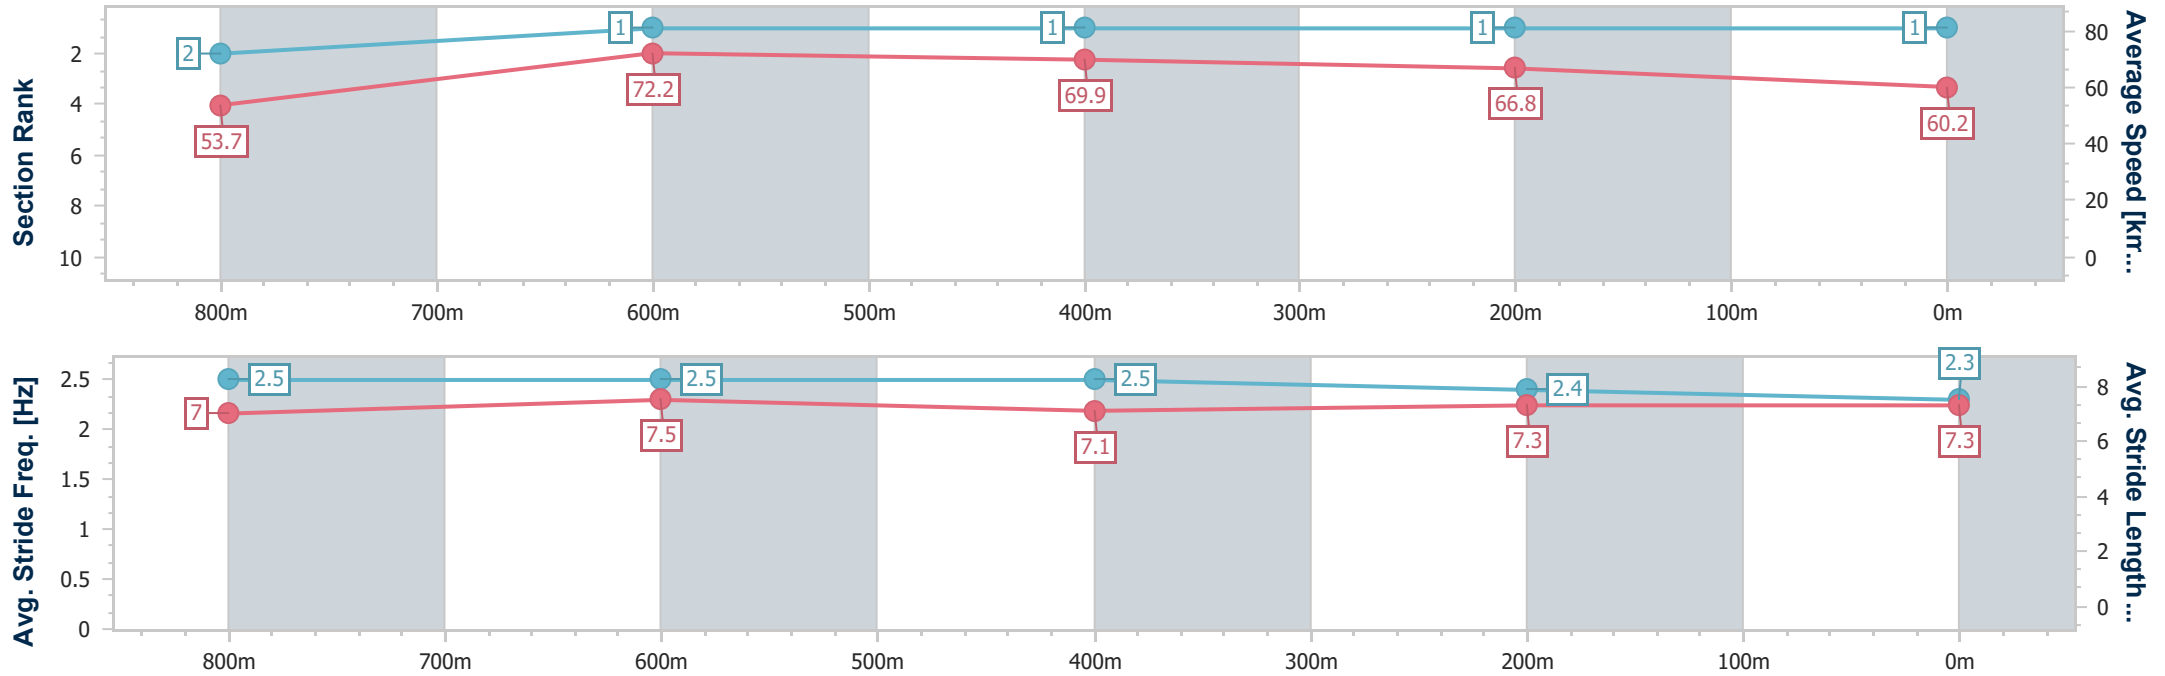 Section Rank
2
4
6
8
10
2
1
1
1
1
53.7
72.2
69.9
66.8
60.2
80
60
40
20
0
Average Speed [km...
800m
700m
600m
500m
400m
300m
200m
100m
0m
Avg. Stride Freq. [Hz]
2.5
2
1.5
1
0.5
0
2.5
2.5
2.5
2.4
2.3
7
7.5
7.1
7.3
7.3
8
6
4
2
0
Avg. Stride Length ...
800m
700m
600m
500m
400m
300m
200m
100m
0m